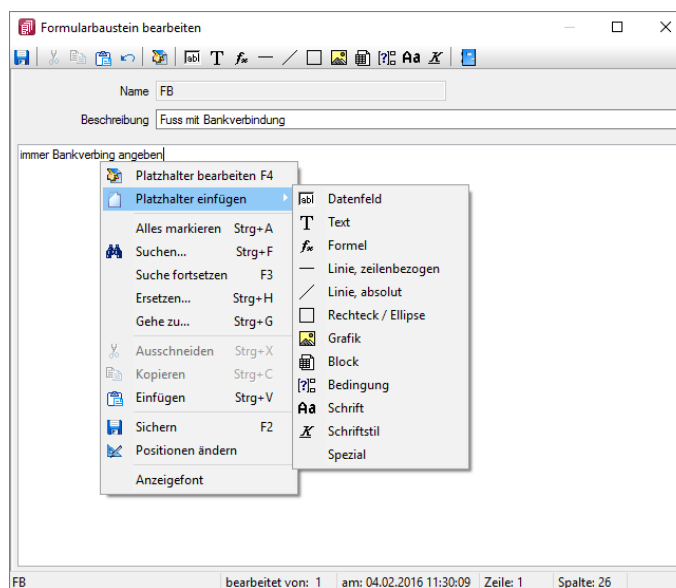 Formularbaustein bearbeiten
Name FB
Beschreibung Fuss mit Bankverbindung
immer Bankverbing angeben
Platzhalter bearbeiten F4
Platzhalter einfügen
Alles markieren Strg+A
Suchen... Strg+F
Suche fortsetzen F3
Ersetzen... Strg+H
Gehe zu... Strg+G
Ausschneiden Strg+X
Kopieren Strg+C
Einfügen Strg+V
Sichern F2
Positionen ändern
Anzeigefont
Datenfeld
Text
Formel
Linie, zeilenbezogen
Linie, absolut
Rechteck / Ellipse
Grafik
Block
Bedingung
Schrift
Schriftstil
Spezial
FB bearbeitet von: 1 am: 04.02.2016 11:30:09 Zeile: 1 Spalte: 26